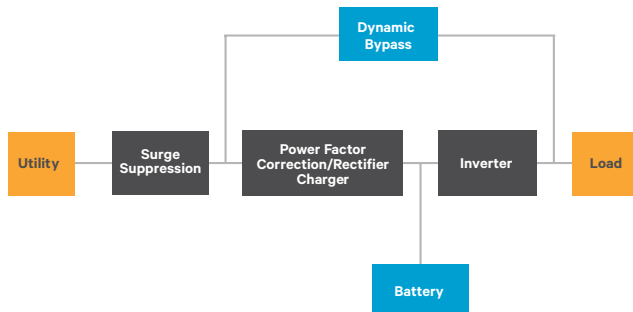 Dynamic
Bypass
Utility
Surge
Suppression
Power Factor
Correction/Rectifier
Charger
Inverter
Load
Battery